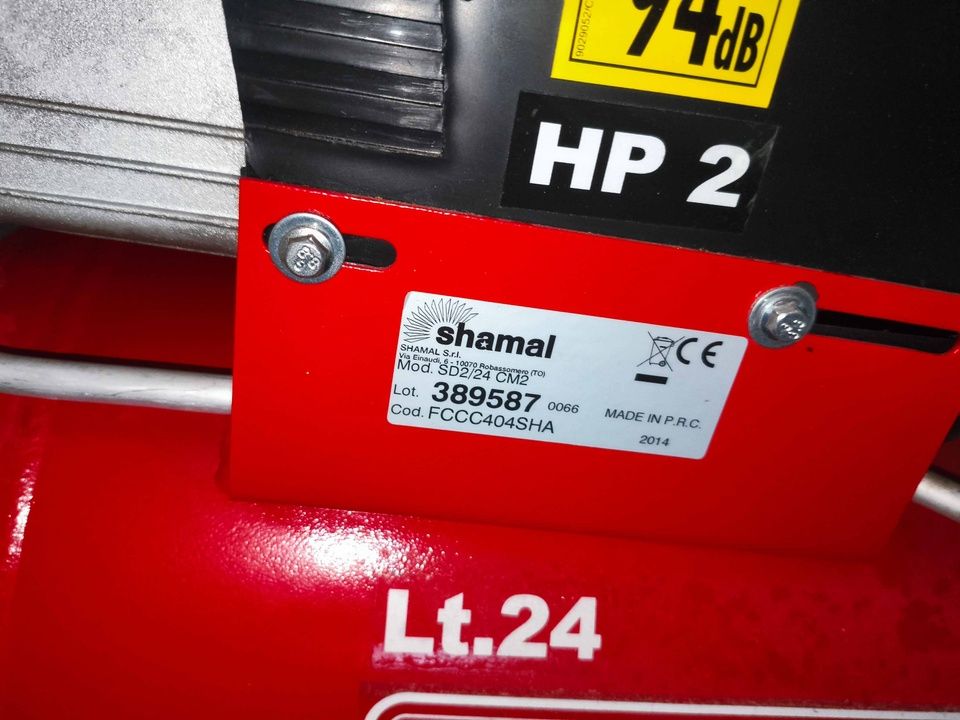 94dB
9029052/C
HP 2
shamal
SHAMAL S.r.l.
Via Einaudi, 6 - 10070 Robassomero (TO)
Mod. SD2/24 CM2
Lot. 389587 0066
Cod. FCCC404SHA
CE
MADE IN P.R.C.
2014
Lt.24